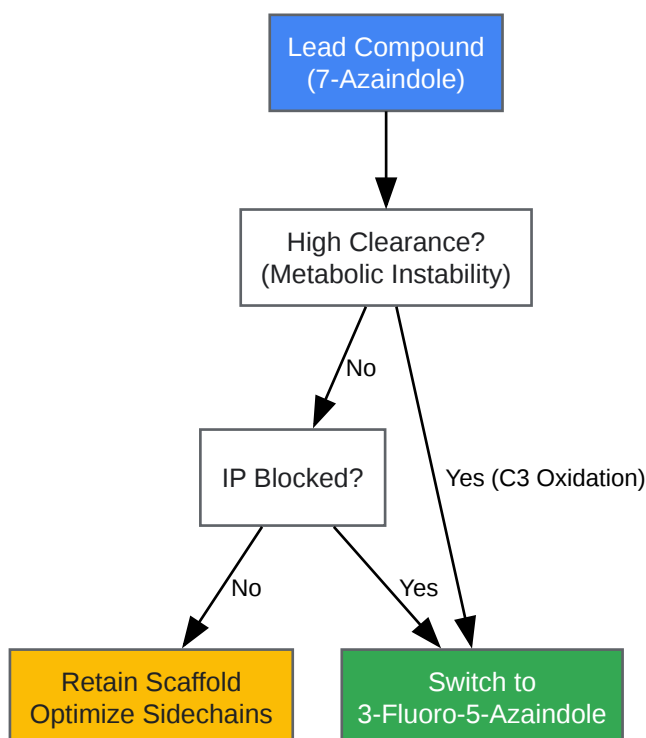 Lead Compound
(7-Azaindole)
High Clearance?
(Metabolic Instability)
No
IP Blocked?
Yes (C3 Oxidation)
No
Yes
Retain Scaffold
Optimize Sidechains
Switch to
3-Fluoro-5-Azaindole